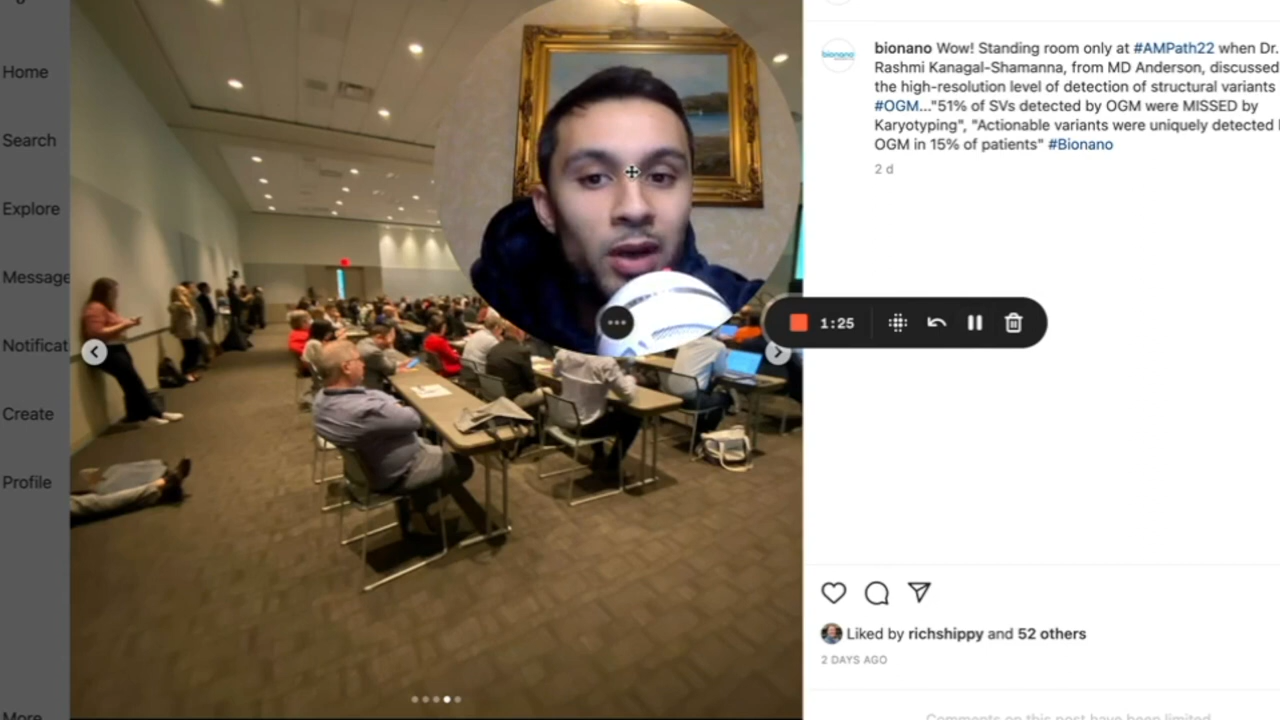 Home
Search
Explore
Message
Notificat
Create
Profile
More
bionano
bionano Wow! Standing room only at #AMPath22 when Dr.
Rashmi Kanagal-Shamanna, from MD Anderson, discussed
the high-resolution level of detection of structural variants
#OGM..."51% of SVs detected by OGM were MISSED by
Karyotyping", "Actionable variants were uniquely detected
OGM in 15% of patients" #Bionano
2 d
1:25
Liked by richshippy and 52 others
2 DAYS AGO
Comments on this post have been limited